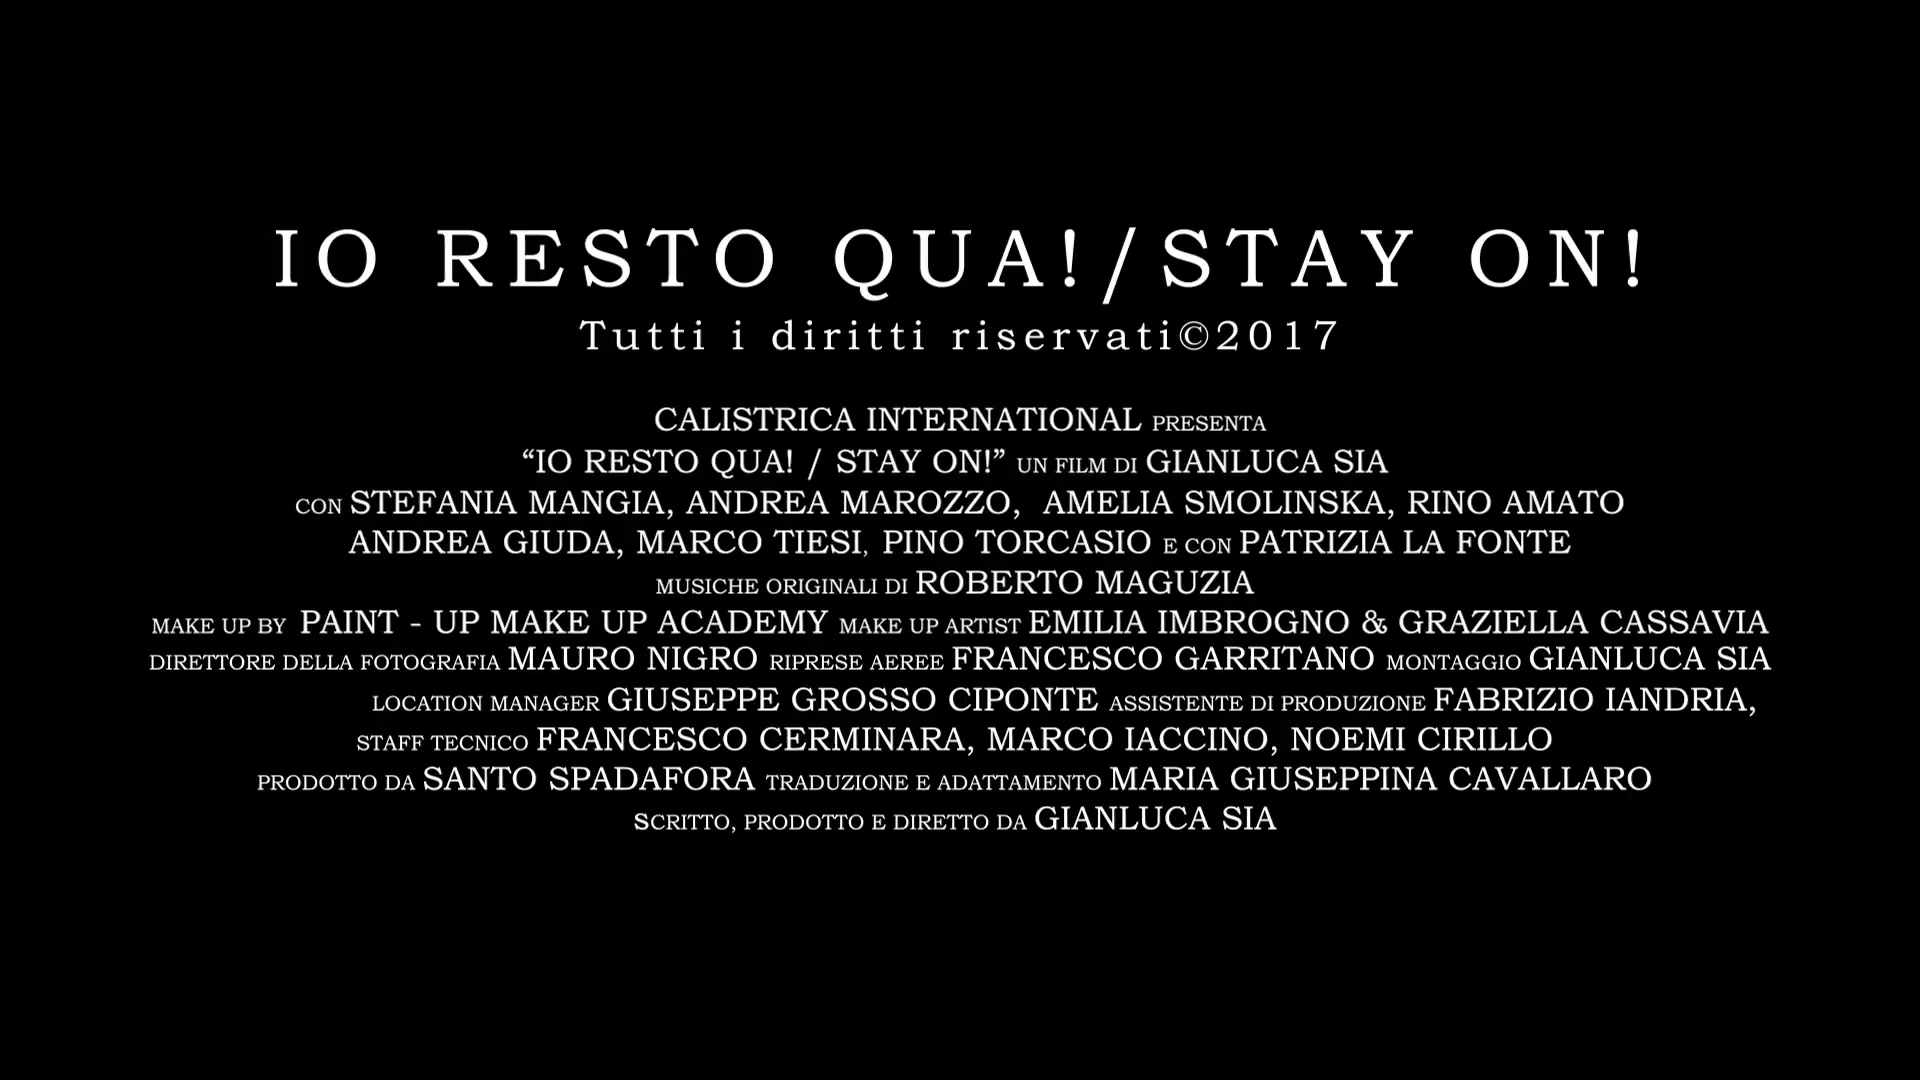 IO RESTO QUA!/STAY ON!
Tutti i diritti riservati©2017
CALISTRICA INTERNATIONAL PRESENTA
“IO RESTO QUA! / STAY ON!” UN FILM DI GIANLUCA SIA
CON STEFANIA MANGIA, ANDREA MAROZZO, AMELIA SMOLINSKA, RINO AMATO
ANDREA GIUDA, MARCO TIESI, PINO TORCASIO E CON PATRIZIA LA FONTE
MUSICHE ORIGINALI DI ROBERTO MAGUZIA
MAKE UP BY PAINT - UP MAKE UP ACADEMY MAKE UP ARTIST EMILIA IMBROGNO & GRAZIELLA CASSAVIA
DIRETTORE DELLA FOTOGRAFIA MAURO NIGRO RIPRESE AEREE FRANCESCO GARRITANO MONTAGGIO GIANLUCA SIA
LOCATION MANAGER GIUSEPPE GROSSO CIPONTE ASSISTENTE DI PRODUZIONE FABRIZIO IANDRIA,
STAFF TECNICO FRANCESCO CERMINARA, MARCO IACCINO, NOEMI CIRILLO
PRODOTTO DA SANTO SPADAFORA TRADUZIONE E ADATTAMENTO MARIA GIUSEPPINA CAVALLARO
SCRITTO, PRODOTTO E DIRETTO DA GIANLUCA SIA